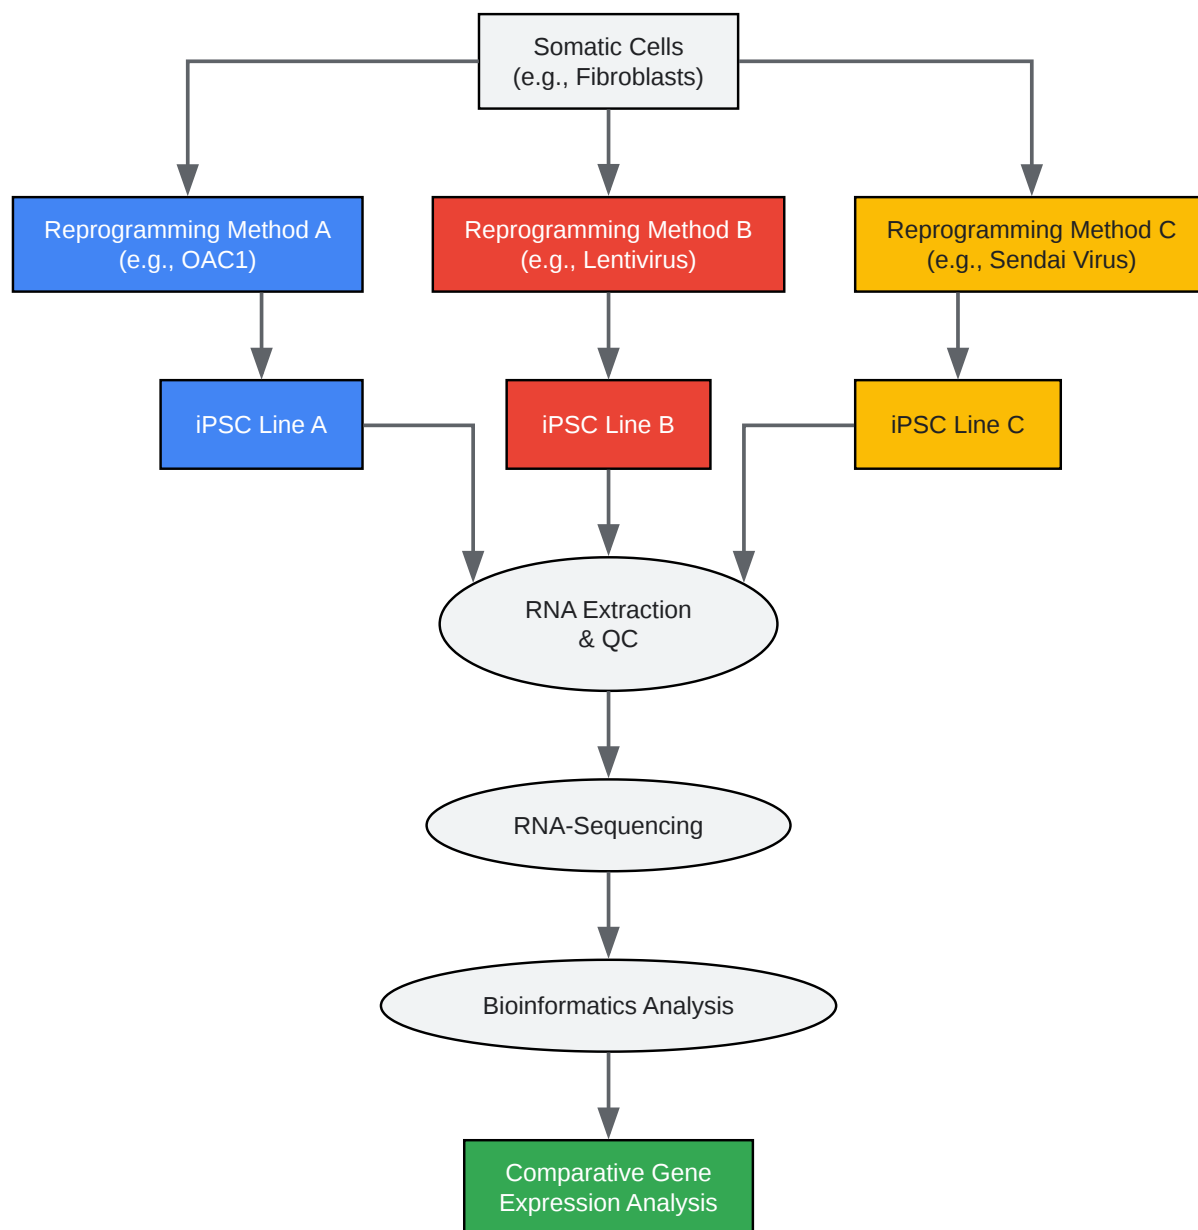 Somatic Cells
(e.g., Fibroblasts)
Reprogramming Method A
(e.g., OAC1)
Reprogramming Method B
(e.g., Lentivirus)
Reprogramming Method C
(e.g., Sendai Virus)
iPSC Line A
iPSC Line B
iPSC Line C
RNA Extraction
& QC
RNA-Sequencing
Bioinformatics Analysis
Comparative Gene
Expression Analysis